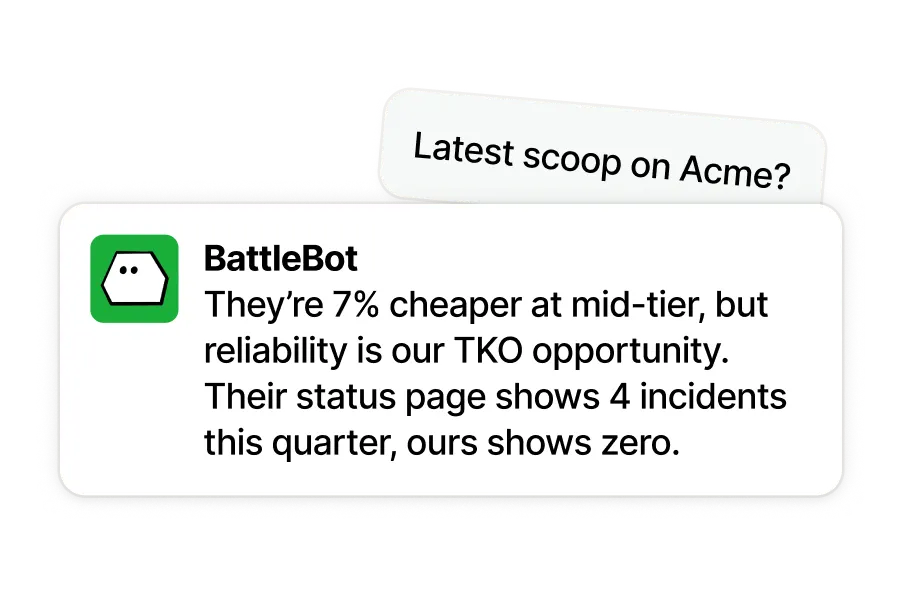 Latest scoop on Acme?
BattleBot
They’re 7% cheaper at mid-tier, but
reliability is our TKO opportunity.
Their status page shows 4 incidents
this quarter, ours shows zero.